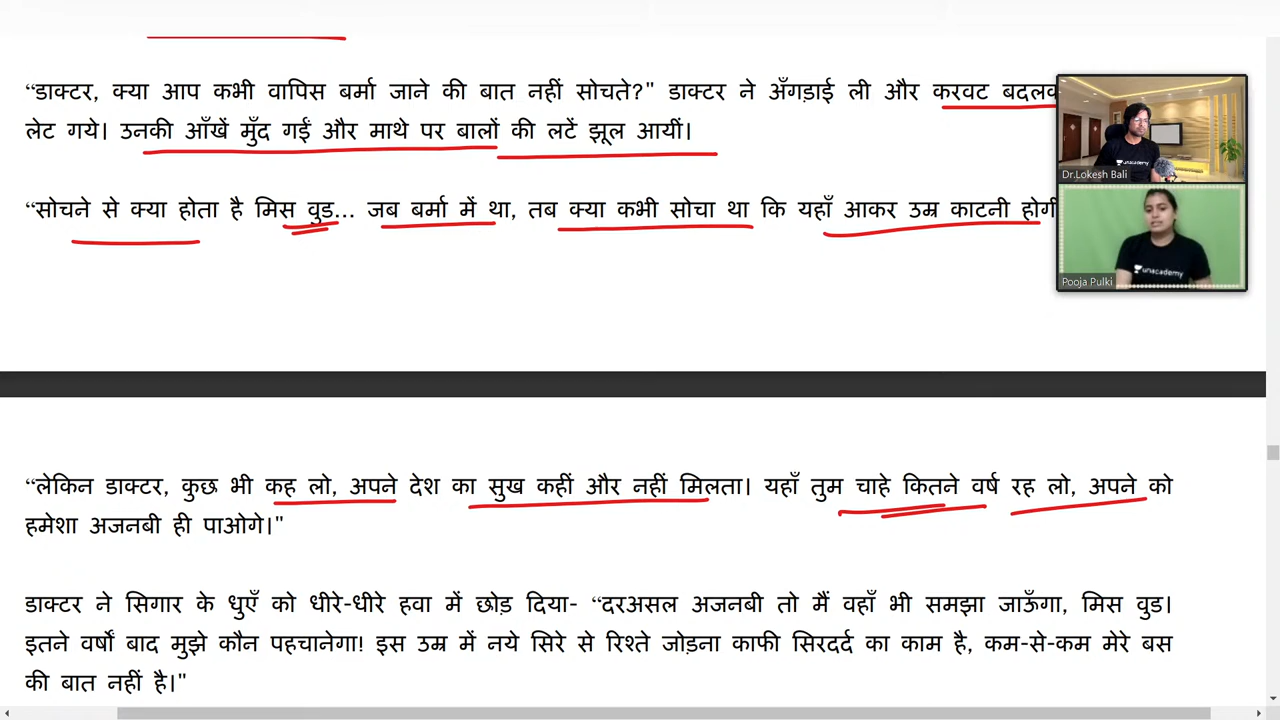 “डाक्टर, क्या आप कभी वापिस बर्मा जाने की बात नहीं सोचते?" डाक्टर ने अँगड़ाई ली और करवट
लेट गये। उनकी आँखें मुँद गईं और माथे पर बालों की लटें झूल आयीं।
“सोचने से क्या होता है मिस वुड... जब बर्मा में था, तब क्या कभी सोचा था कि यहाँ आकर उम्र काटनी होगी
Dr.Lokesh Bali
unacademy
unacademy
Pooja Pulki
“लेकिन डाक्टर, कुछ भी कह लो, अपने देश का सुख कहीं और नहीं मिलता। यहाँ तुम चाहे कितने वर्ष रह लो, अपने को
हमेशा अजनबी ही पाओगे।"
डाक्टर ने सिगार के धुएँ को धीरे-धीरे हवा में छोड़ दिया- “दरअसल अजनबी तो मैं वहाँ भी समझा जाऊँगा, मिस वुड।
इतने वर्षों बाद मुझे कौन पहचानेगा! इस उम्र में नये सिरे से रिश्ते जोड़ना काफी सिरदर्द का काम है, कम-से-कम मेरे बस
की बात नहीं है।"